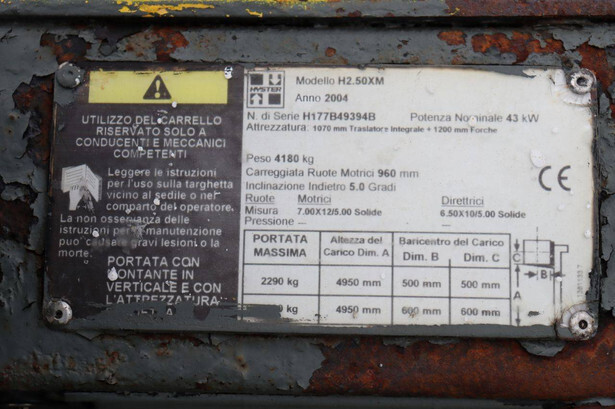 UTILIZZO DEL CARRELLO
RISERVATO SOLO A
CONDUCENTI E MECCANICI
COMPETENTI
Leggere le istruzioni
per l'uso sulla targhetta
vicino al sedile o nel
comparto del operatore.
La non osservanza delle
istruzioni per il manutenzione
puo' causare gravi lesioni o la
morte.
PORTATA CON
MONTANTE IN
VERTICALE E CON
L'ATTREZZATURA
HYSTER
Modello H2.50XM
Anno 2004
N. di Serie H177B49394B Potenza Nominale 43 kW
Attrezzatura: 1070 mm Traslatore Integrale + 1200 mm Forche
Peso 4180 kg
Carreggiata Ruote Motrici 960 mm
Inclinazione Indietro 5.0 Gradi
CE
Ruote Motrici Direttrici
Misura 7.00X12/5.00 Solide 6.50X10/5.00 Solide
Pressione —
PORTATA MASSIMA Altezza del Carico Dim. A Baricentro del Carico Dim. B Dim. C
2290 kg 4950 mm 500 mm 500 mm
kg 4950 mm 600 mm 600 mm
C
B
A